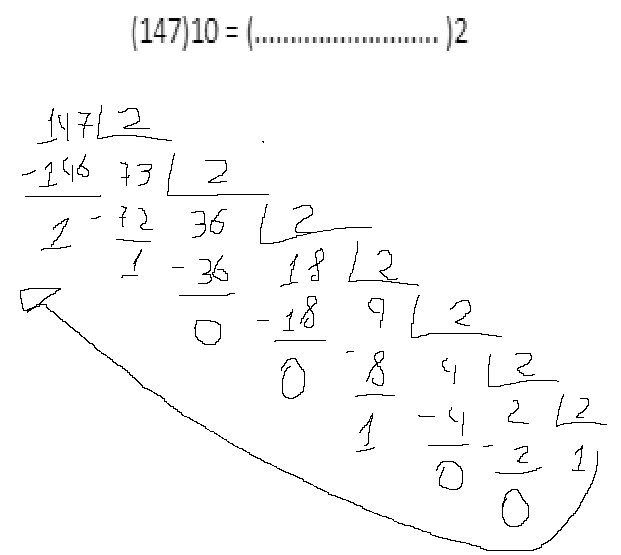 (147)10 = (........................... )2
147 2
-146 73 2
1 -72 36 2
1 -36 18 2
0 -18 9 2
0 -8 4 2
1 -4 2 2
0 -2 1
0